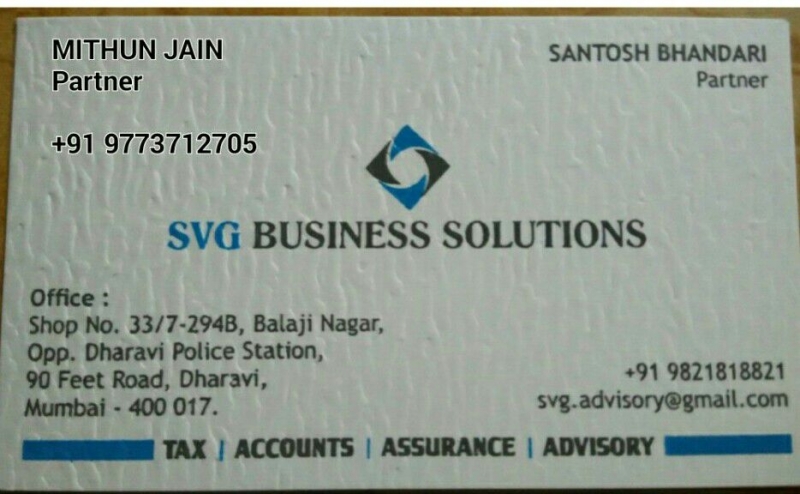 MITHUN JAIN
Partner
+91 9773712705
SANTOSH BHANDARI
Partner
SVG BUSINESS SOLUTIONS
Office :
Shop No. 33/7-294B, Balaji Nagar,
Opp. Dharavi Police Station,
90 Feet Road, Dharavi,
Mumbai - 400 017.
+91 9821818821
svg.advisory@gmail.com
TAX | ACCOUNTS | ASSURANCE | ADVISORY